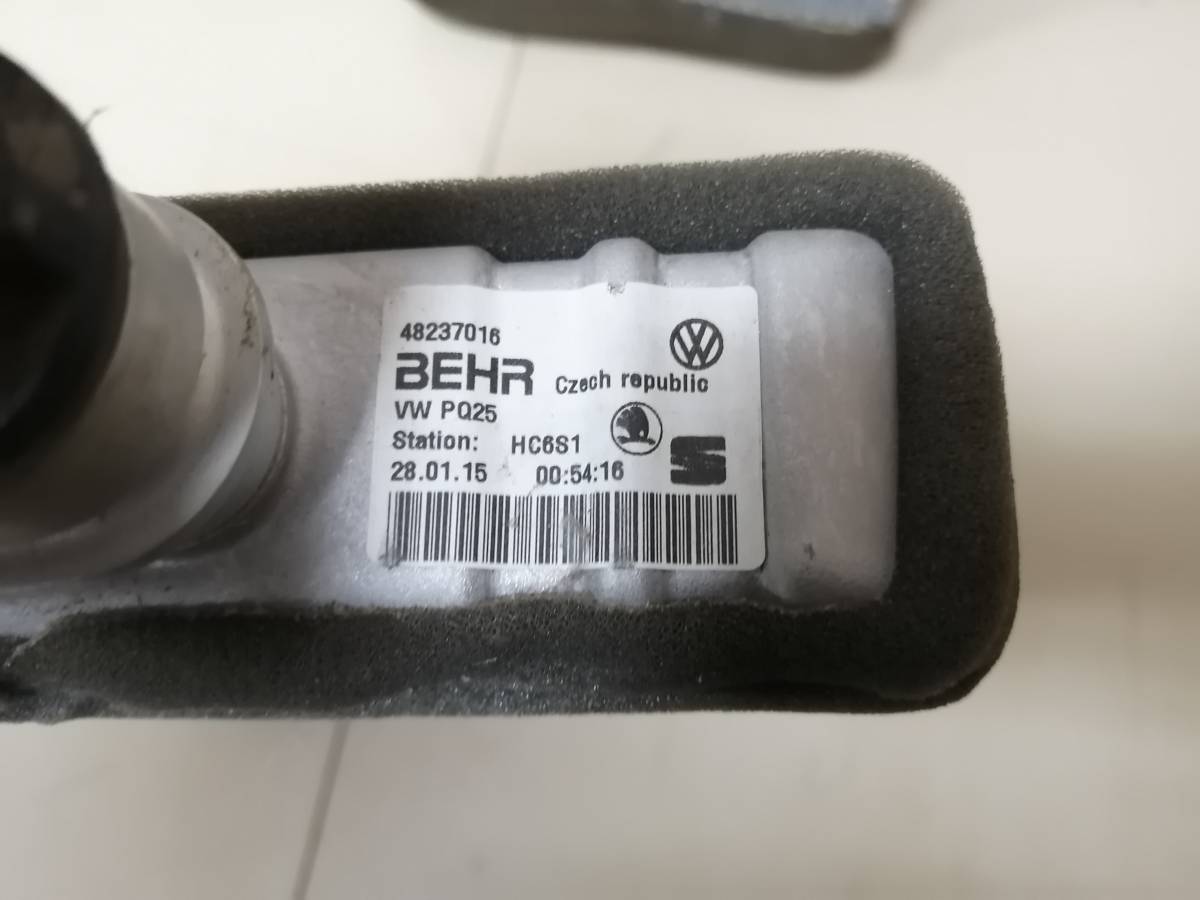 48237016
BEHR Czech republic
VW PQ25
Station: HC6S1
28.01.15 00:54:16